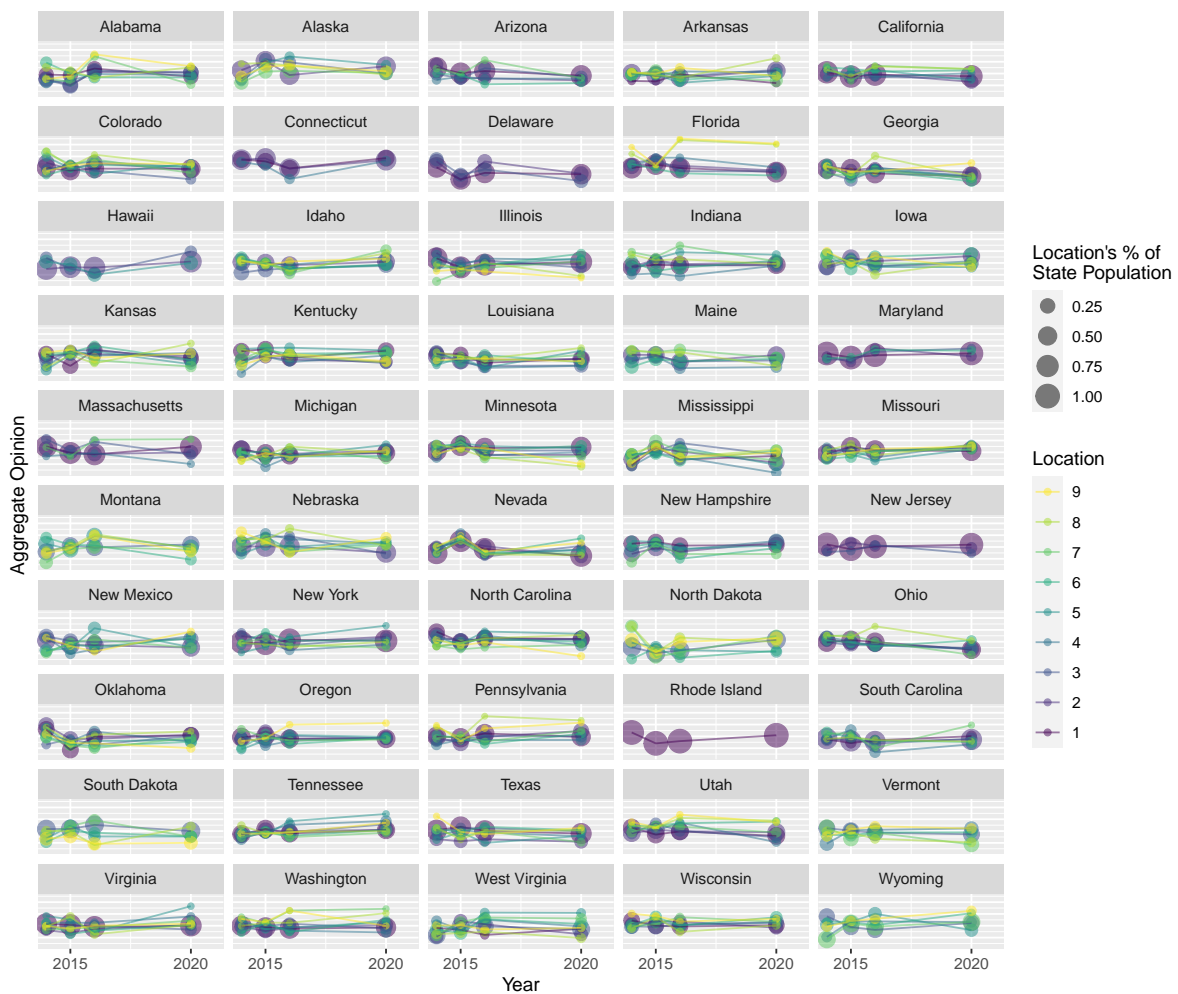 Alabama
Alaska
Arizona
Arkansas
California
Colorado
Connecticut
Delaware
Florida
Georgia
Hawaii
Idaho
Illinois
Indiana
Iowa
Kansas
Kentucky
Louisiana
Maine
Maryland
Massachusetts
Michigan
Minnesota
Mississippi
Missouri
Montana
Nebraska
Nevada
New Hampshire
New Jersey
New Mexico
New York
North Carolina
North Dakota
Ohio
Oklahoma
Oregon
Pennsylvania
Rhode Island
South Carolina
South Dakota
Tennessee
Texas
Utah
Vermont
Virginia
Washington
West Virginia
Wisconsin
Wyoming
2015
2020
2015
2020
2015
2020
2015
2020
2015
2020
Year
Aggregate Opinion
Location's % of
State Population
0.25
0.50
0.75
1.00
Location
9
8
7
6
5
4
3
2
1